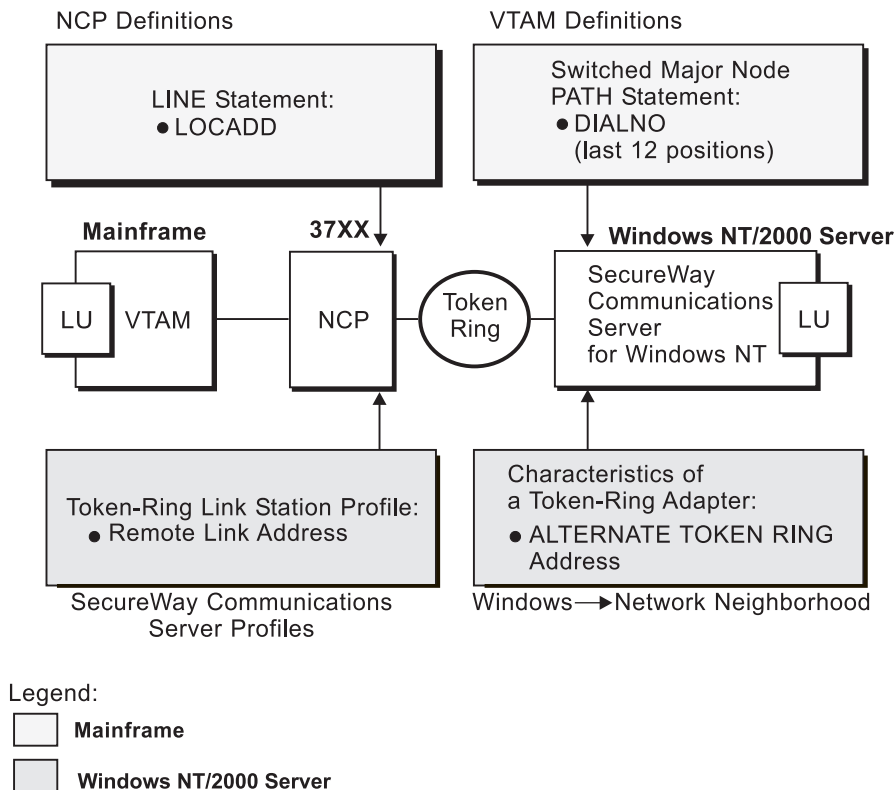 NCP Definitions
VTAM Definitions
LINE Statement:
● LOCADD
Switched Major Node
PATH Statement:
● DIALNO
(last 12 positions)
Mainframe
37XX
Windows NT/2000 Server
LU
VTAM
NCP
Token
Ring
SecureWay
Communications
Server
for Windows NT
LU
Token-Ring Link Station Profile:
● Remote Link Address
Characteristics of
a Token-Ring Adapter:
● ALTERNATE TOKEN RING
Address
SecureWay Communications
Server Profiles
Windows→Network Neighborhood
Legend:
Mainframe
Windows NT/2000 Server